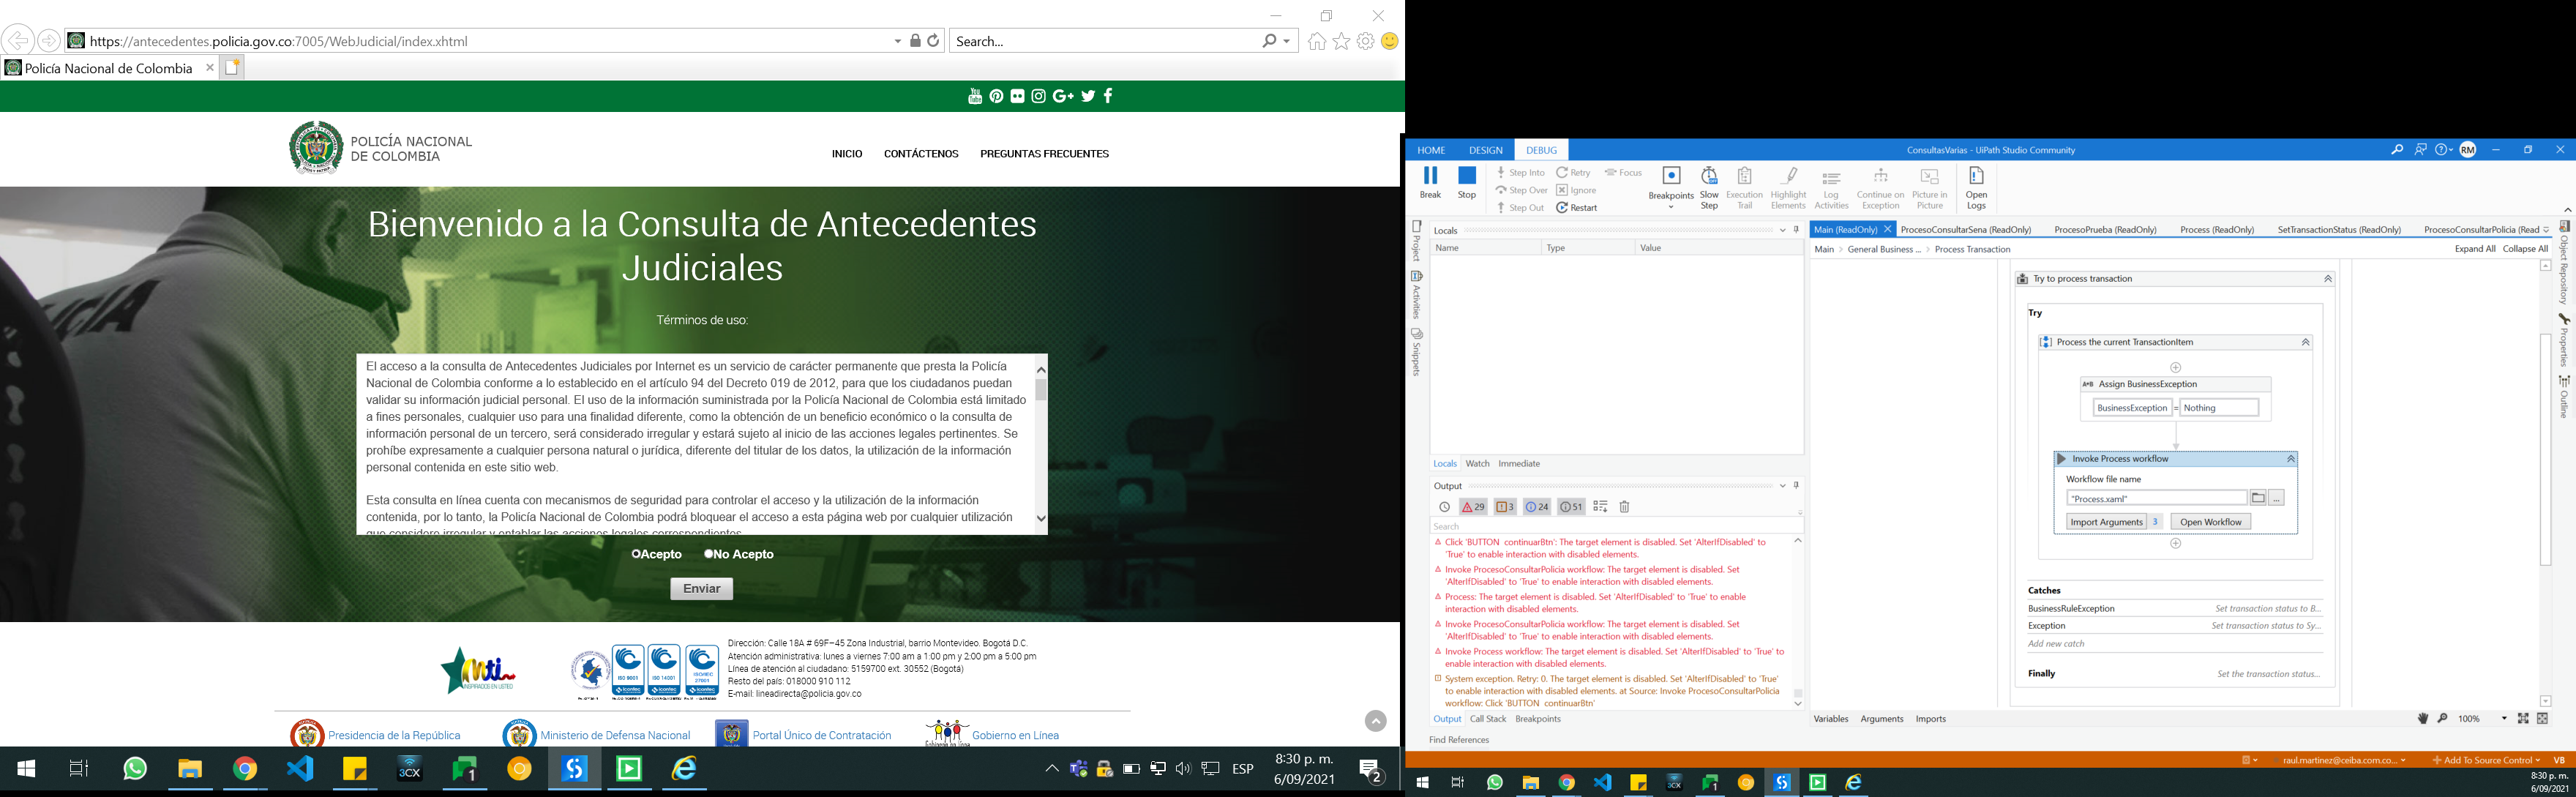 https://antecedentes.policia.gov.co:7005/WebJudicial/index.xhtml
Search...
Policía Nacional de Colombia
You Tube
POLICÍA NACIONAL
DE COLOMBIA
INICIO
CONTÁCTENOS
PREGUNTAS FRECUENTES
Bienvenido a la Consulta de Antecedentes
Judiciales
Términos de uso:
El acceso a la consulta de Antecedentes Judiciales por Internet es un servicio de carácter permanente que presta la Policía
Nacional de Colombia conforme a lo establecido en el artículo 94 del Decreto 019 de 2012, para que los ciudadanos puedan
validar su información judicial personal. El uso de la información suministrada por la Policía Nacional de Colombia está limitado
a fines personales, cualquier uso para una finalidad diferente, como la obtención de un beneficio económico o la consulta de
información personal de un tercero, será considerado irregular y estará sujeto al inicio de las acciones legales pertinentes. Se
prohíbe expresamente a cualquier persona natural o jurídica, diferente del titular de los datos, la utilización de la información
personal contenida en este sitio web.
Esta consulta en línea cuenta con mecanismos de seguridad para controlar el acceso y la utilización de la información
contenida, por lo tanto, la Policía Nacional de Colombia podrá bloquear el acceso a esta página web por cualquier utilización
que considere irregular y entablar las acciones legales correspondientes
Acepto
No Acepto
Enviar
INSPIRADOS EN USTED
ISO 9001
ISO 14001
27001
icontec
icontec
icontec
Dirección: Calle 18A # 69F–45 Zona Industrial, barrio Montevideo. Bogotá D.C.
Atención administrativa: lunes a viernes 7:00 am a 1:00 pm y 2:00 pm a 5:00 pm
Línea de atención al ciudadano: 5159700 ext. 30552 (Bogotá)
Resto del país: 018000 910 112
E-mail: lineadirecta@policia.gov.co
Presidencia de la República
Ministerio de Defensa Nacional
Portal Único de Contratación
Gobierno en Línea
3CX
1
ESP
8:30 p. m.
6/09/2021
2
HOME
DESIGN
DEBUG
ConsultasVarias - UiPath Studio Community
RM
Break
Stop
Step Into
Step Over
Step Out
Retry
Ignore
Restart
Focus
Breakpoints
Slow
Step
Execution
Trail
Highlight
Elements
Log
Activities
Continue on
Exception
Picture in
Picture
Open
Logs
Project
Activities
Snippets
Locals
Name
Type
Value
Locals
Watch
Immediate
Output
29
3
24
51
Search
Click 'BUTTON continuarBtn': The target element is disabled. Set 'AlterIfDisabled' to
'True' to enable interaction with disabled elements.
Invoke ProcesoConsultarPolicia workflow: The target element is disabled. Set
'AlterIfDisabled' to 'True' to enable interaction with disabled elements.
Process: The target element is disabled. Set 'AlterIfDisabled' to 'True' to enable
interaction with disabled elements.
Invoke ProcesoConsultarPolicia workflow: The target element is disabled. Set
'AlterIfDisabled' to 'True' to enable interaction with disabled elements.
Invoke Process workflow: The target element is disabled. Set 'AlterIfDisabled' to 'True' to
enable interaction with disabled elements.
System exception. Retry: 0. The target element is disabled. Set 'AlterIfDisabled' to 'True'
to enable interaction with disabled elements. at Source: Invoke ProcesoConsultarPolicia
workflow: Click 'BUTTON continuarBtn'
Output
Call Stack
Breakpoints
Find References
Main (ReadOnly)
ProcesoConsultarSena (ReadOnly)
ProcesoPrueba (ReadOnly)
Process (ReadOnly)
SetTransactionStatus (ReadOnly)
ProcesoConsultarPolicia (Read
Main > General Business ... > Process Transaction
Expand All
Collapse All
Try to process transaction
Try
Process the current TransactionItem
A+B Assign BusinessException
BusinessException = Nothing
Invoke Process workflow
Workflow file name
"Process.xaml"
...
Import Arguments 3
Open Workflow
Catches
BusinessRuleException
Set transaction status to B...
Exception
Set transaction status to Sy...
Add new catch
Finally
Set the transaction status...
Variables
Arguments
Imports
100%
Object Repository
Properties
Outline
raul.martinez@ceiba.com.co...
Add To Source Control
VB
3CX
1
8:30 p. m.
6/09/2021